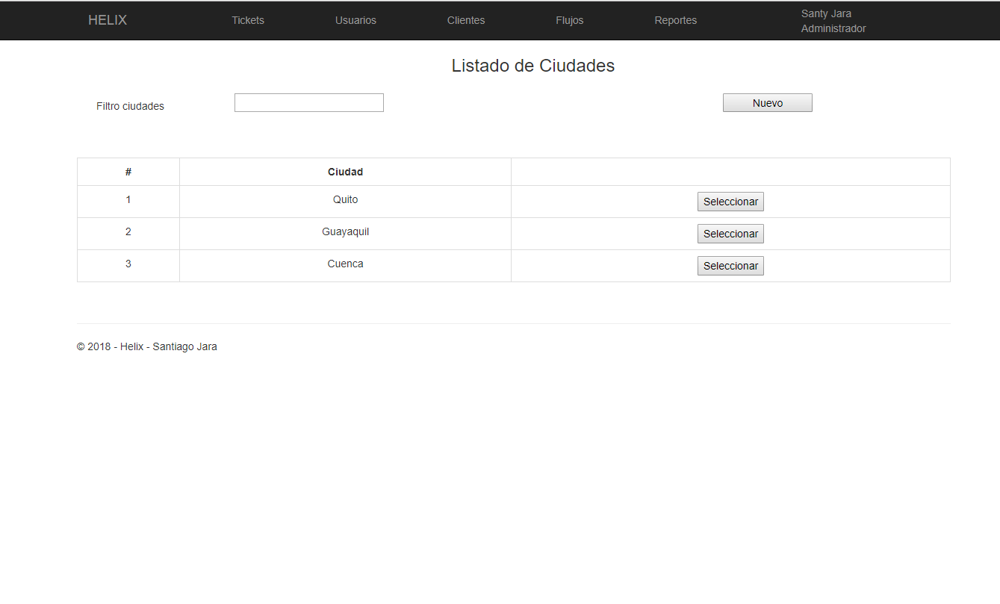 HELIX Tickets Usuarios Clientes Flujos Reportes Santy Jara
Administrador
Listado de Ciudades
Filtro ciudades Nuevo
# Ciudad
1 Quito Seleccionar
2 Guayaquil Seleccionar
3 Cuenca Seleccionar
© 2018 - Helix - Santiago Jara